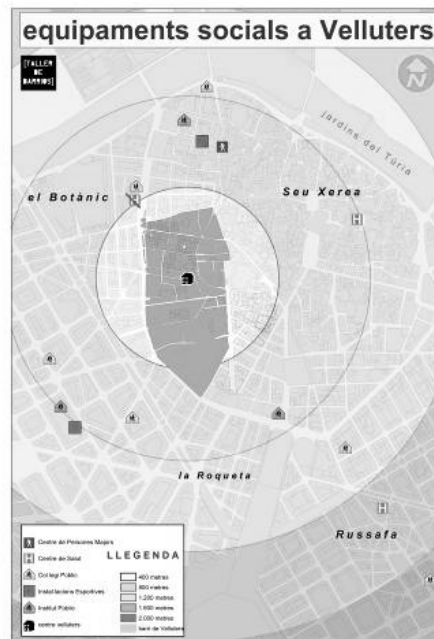 equipaments socials a Velluters
[TALLER
DE
BARRIOS]
N
jardins del Túria
el Botànic
Seu Xerea
la Roqueta
Russafa
LLEGENDA
Centre de Persones Majors
Centre de Salut
Col·legi Públic
Instal·lacions Esportives
Institut Públic
centre velluters
400 metres
800 metres
1.200 metres
1.600 metres
2.000 metres
barri de Velluters